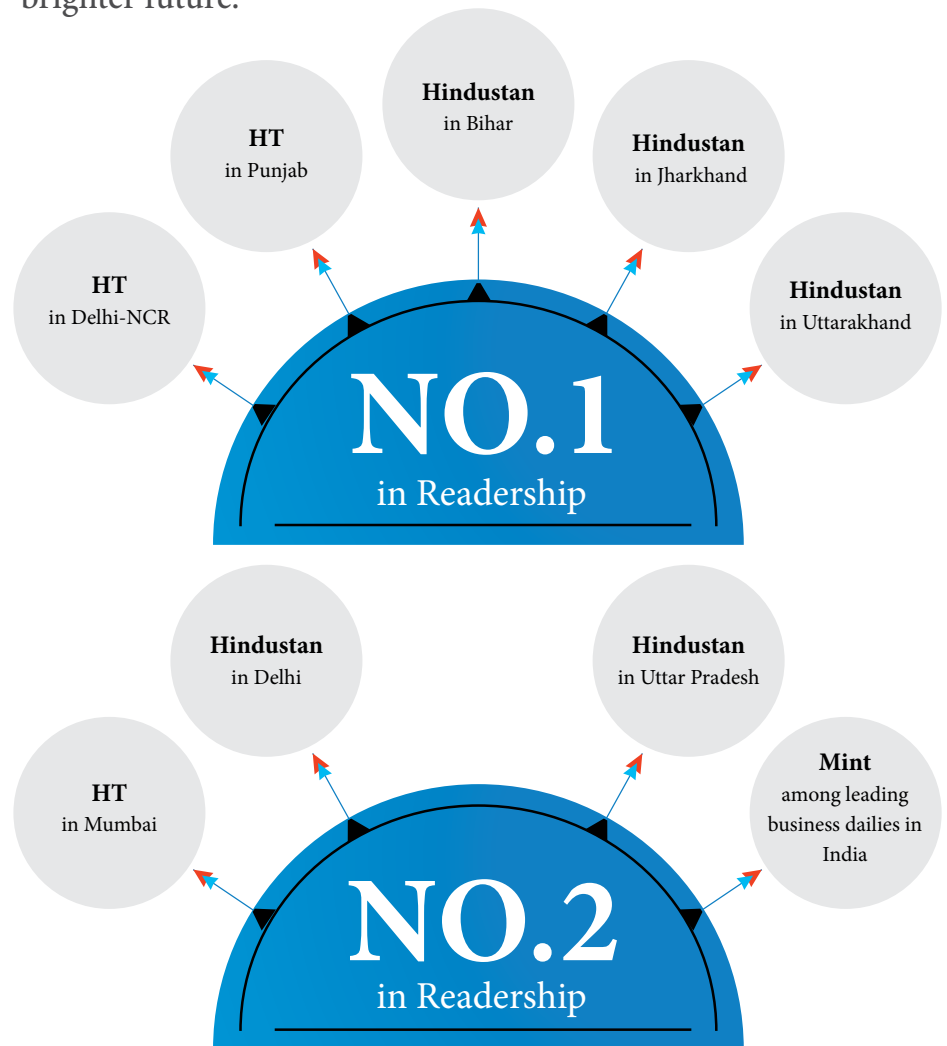 brighter future.
Hindustan
in Bihar
HT
in Punjab
Hindustan
in Jharkhand
HT
in Delhi-NCR
Hindustan
in Uttarakhand
NO.1
in Readership
Hindustan
in Delhi
Hindustan
in Uttar Pradesh
HT
in Mumbai
Mint
among leading
business dailies in
India
NO.2
in Readership